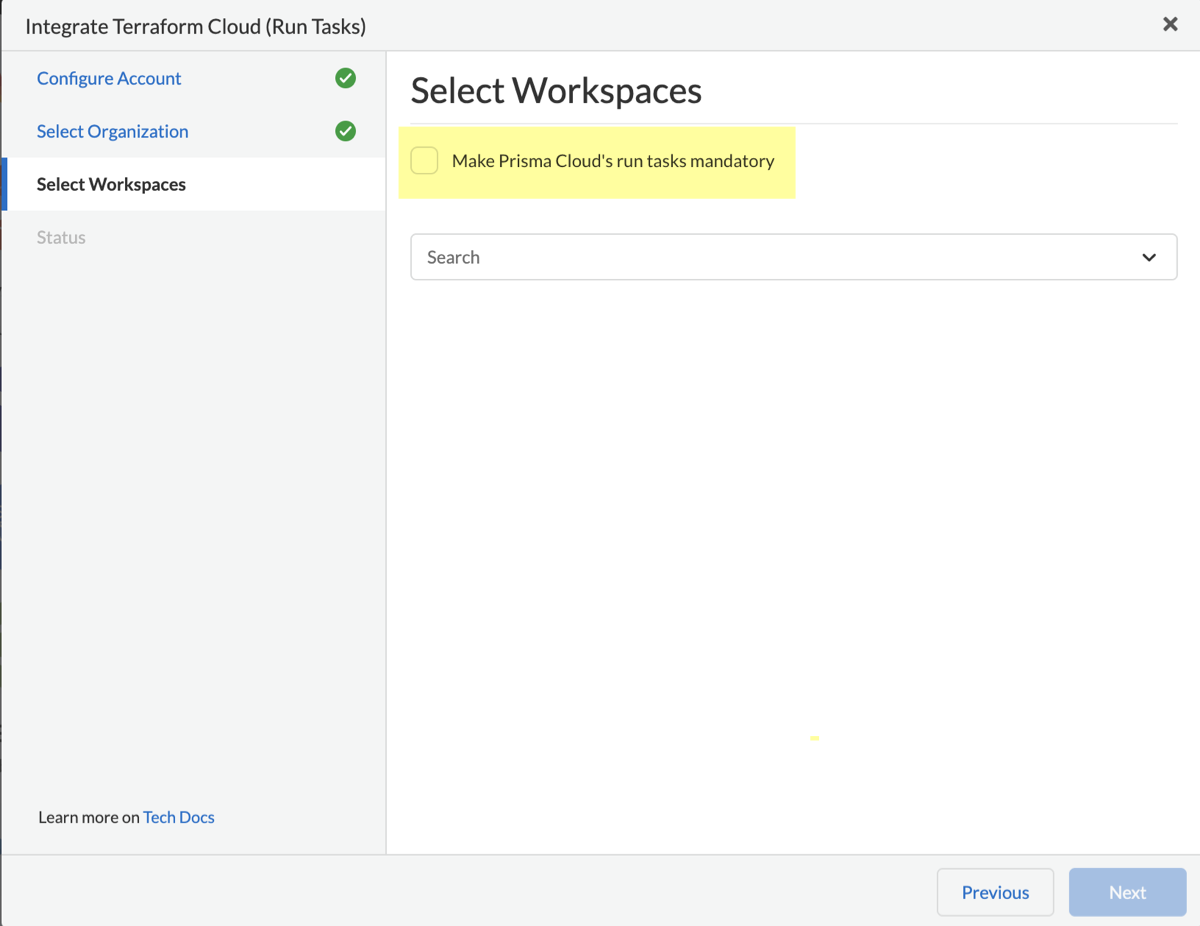 Integrate Terraform Cloud (Run Tasks)
Configure Account
Select Organization
Select Workspaces
Status
Learn more on Tech Docs
Select Workspaces
Make Prisma Cloud's run tasks mandatory
Search
Previous
Next